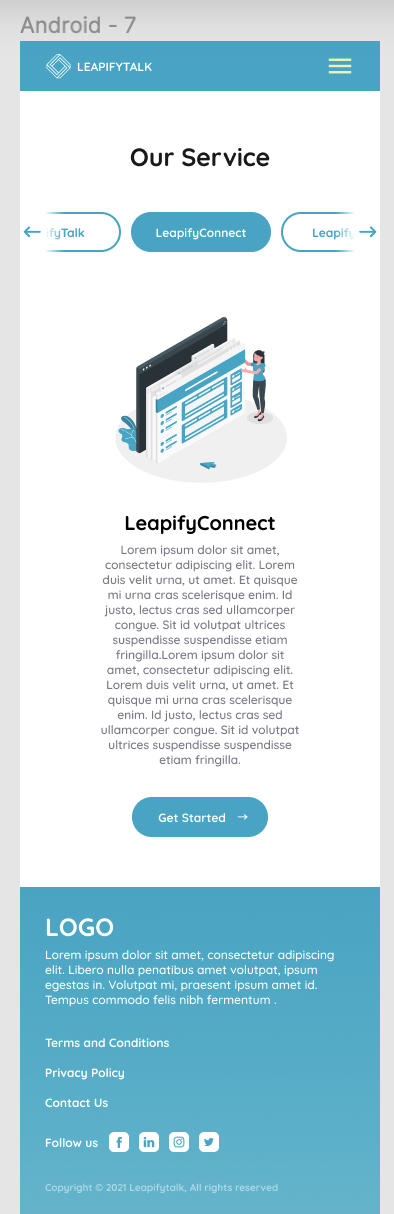 Android - 7
LEAPIFYTALK
Our Service
ifyTalk
LeapifyConnect
Leapify
LeapifyConnect
Lorem ipsum dolor sit amet,
consectetur adipiscing elit. Lorem
duis velit urna, ut amet. Et quisque
mi urna cras scelerisque enim. Id
justo, lectus cras sed ullamcorper
congue. Sit id volutpat ultrices
suspendisse suspendisse etiam
fringilla.Lorem ipsum dolor sit
amet, consectetur adipiscing elit.
Lorem duis velit urna, ut amet. Et
quisque mi urna cras scelerisque
enim. Id justo, lectus cras sed
ullamcorper congue. Sit id volutpat
ultrices suspendisse suspendisse
etiam fringilla.
Get Started →
LOGO
Lorem ipsum dolor sit amet, consectetur adipiscing
elit. Libero nulla penatibus amet volutpat, ipsum
egestas in. Volutpat mi, praesent ipsum amet id.
Tempus commodo felis nibh fermentum .
Terms and Conditions
Privacy Policy
Contact Us
Follow us
Copyright © 2021 Leapifytalk, All rights reserved